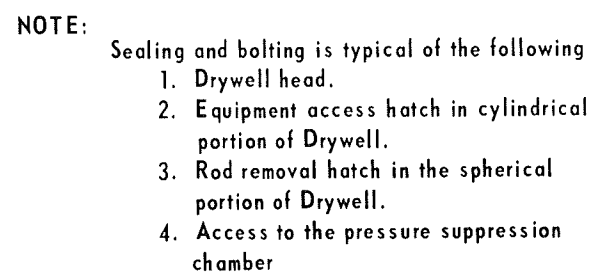 NOTE:
Sealing and bolting is typical of the following
1. Drywell head.
2. Equipment access hatch in cylindrical
portion of Drywell.
3. Rod removal hatch in the spherical
portion of Drywell.
4. Access to the pressure suppression
chamber